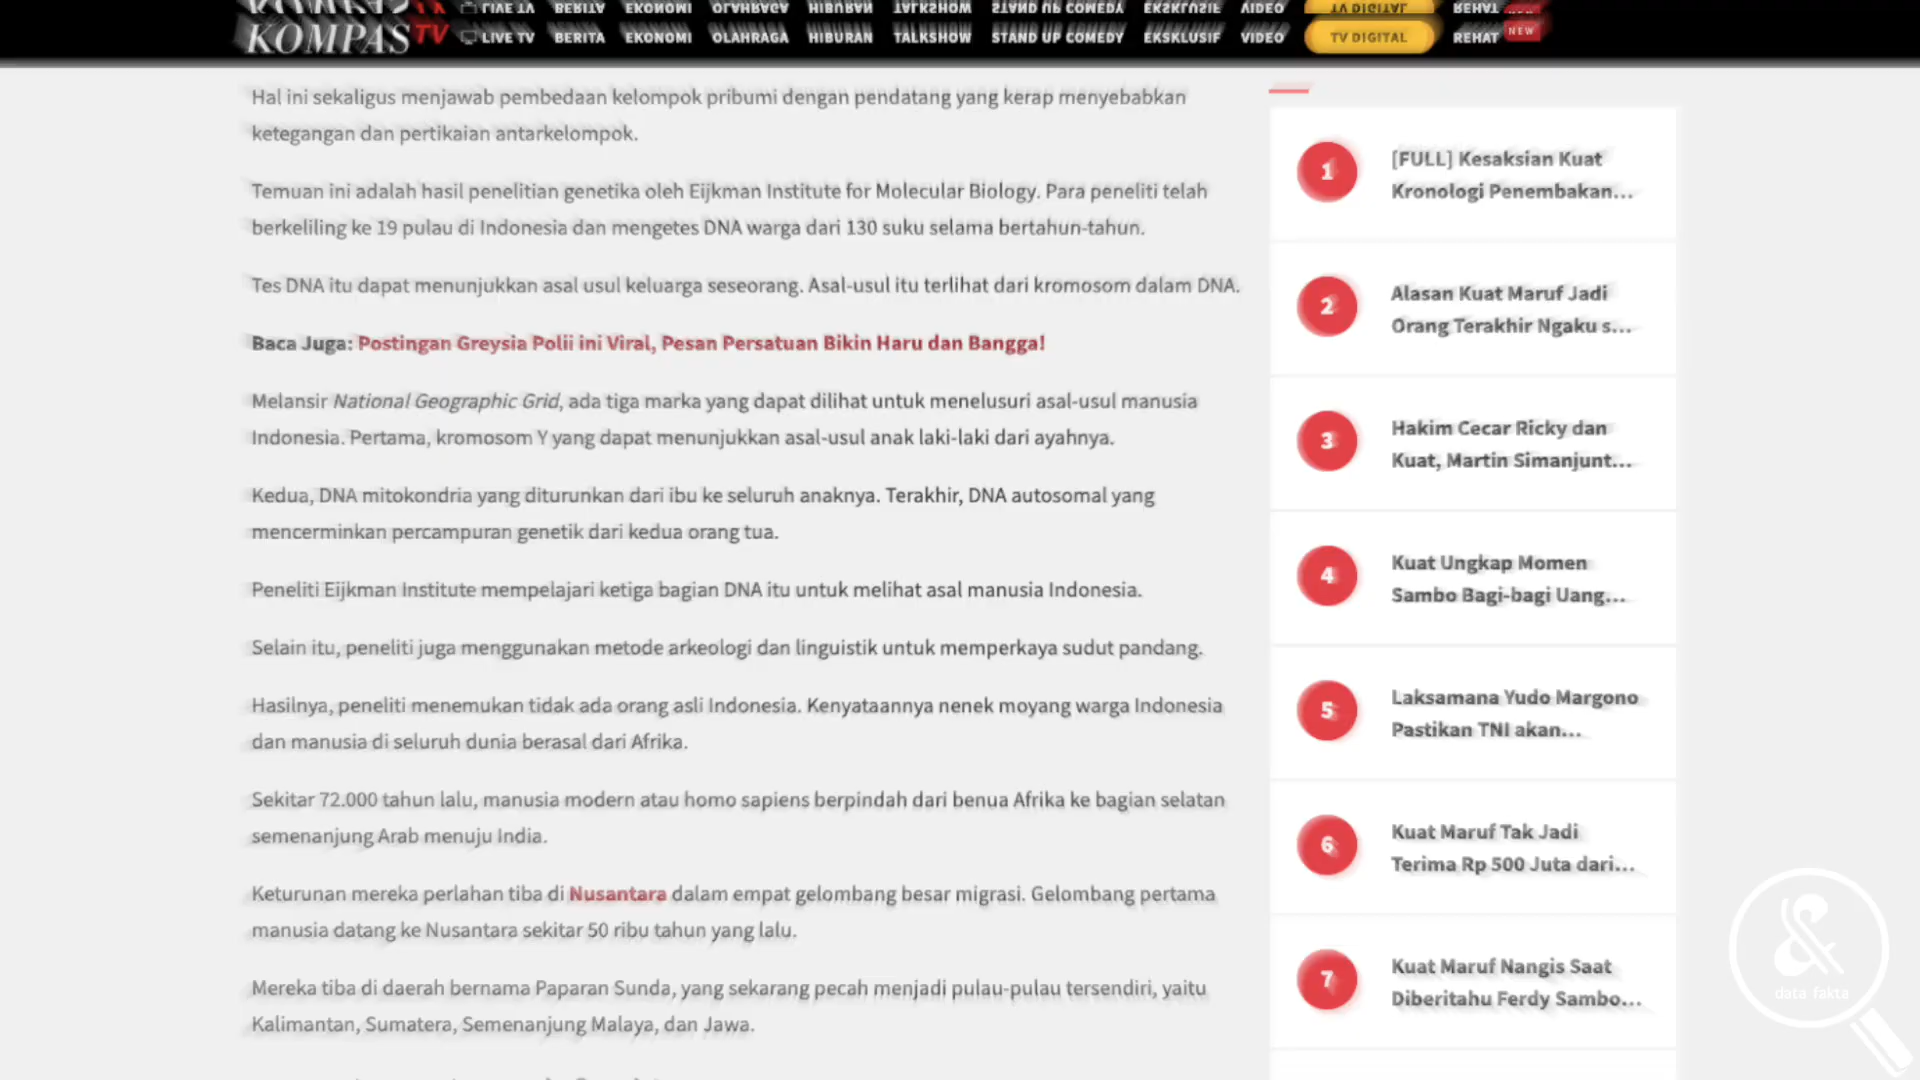 KOMPAS TV LIVE TV BERITA EKONOMI OLAHRAGA HIBURAN TALKSHOW STAND UP COMEDY EKSKLUSIF VIDEO TV DIGITAL REHAT NEW
Hal ini sekaligus menjawab pembedaan kelompok pribumi dengan pendatang yang kerap menyebabkan
ketegangan dan pertikaian antarkelompok.
Temuan ini adalah hasil penelitian genetika oleh Eijkman Institute for Molecular Biology. Para peneliti telah
berkeliling ke 19 pulau di Indonesia dan mengetes DNA warga dari 130 suku selama bertahun-tahun.
Tes DNA itu dapat menunjukkan asal usul keluarga seseorang. Asal-usul itu terlihat dari kromosom dalam DNA.
Baca Juga: Postingan Greysia Polii ini Viral, Pesan Persatuan Bikin Haru dan Bangga!
Melansir National Geographic Grid, ada tiga marka yang dapat dilihat untuk menelusuri asal-usul manusia
Indonesia. Pertama, kromosom Y yang dapat menunjukkan asal-usul anak laki-laki dari ayahnya.
Kedua, DNA mitokondria yang diturunkan dari ibu ke seluruh anaknya. Terakhir, DNA autosomal yang
mencerminkan percampuran genetik dari kedua orang tua.
Peneliti Eijkman Institute mempelajari ketiga bagian DNA itu untuk melihat asal manusia Indonesia.
Selain itu, peneliti juga menggunakan metode arkeologi dan linguistik untuk memperkaya sudut pandang.
Hasilnya, peneliti menemukan tidak ada orang asli Indonesia. Kenyataannya nenek moyang warga Indonesia
dan manusia di seluruh dunia berasal dari Afrika.
Sekitar 72.000 tahun lalu, manusia modern atau homo sapiens berpindah dari benua Afrika ke bagian selatan
semenanjung Arab menuju India.
Keturunan mereka perlahan tiba di Nusantara dalam empat gelombang besar migrasi. Gelombang pertama
manusia datang ke Nusantara sekitar 50 ribu tahun yang lalu.
Mereka tiba di daerah bernama Paparan Sunda, yang sekarang pecah menjadi pulau-pulau tersendiri, yaitu
Kalimantan, Sumatera, Semenanjung Malaya, dan Jawa.
1
[FULL] Kesaksian Kuat
Kronologi Penembakan...
2
Alasan Kuat Maruf Jadi
Orang Terakhir Ngaku s...
3
Hakim Cecar Ricky dan
Kuat, Martin Simanjunt...
4
Kuat Ungkap Momen
Sambo Bagi-bagi Uang...
5
Laksamana Yudo Margono
Pastikan TNI akan...
6
Kuat Maruf Tak Jadi
Terima Rp 500 Juta dari...
7
Kuat Maruf Nangis Saat
Diberitahu Ferdy Sambo...
&
data fakta